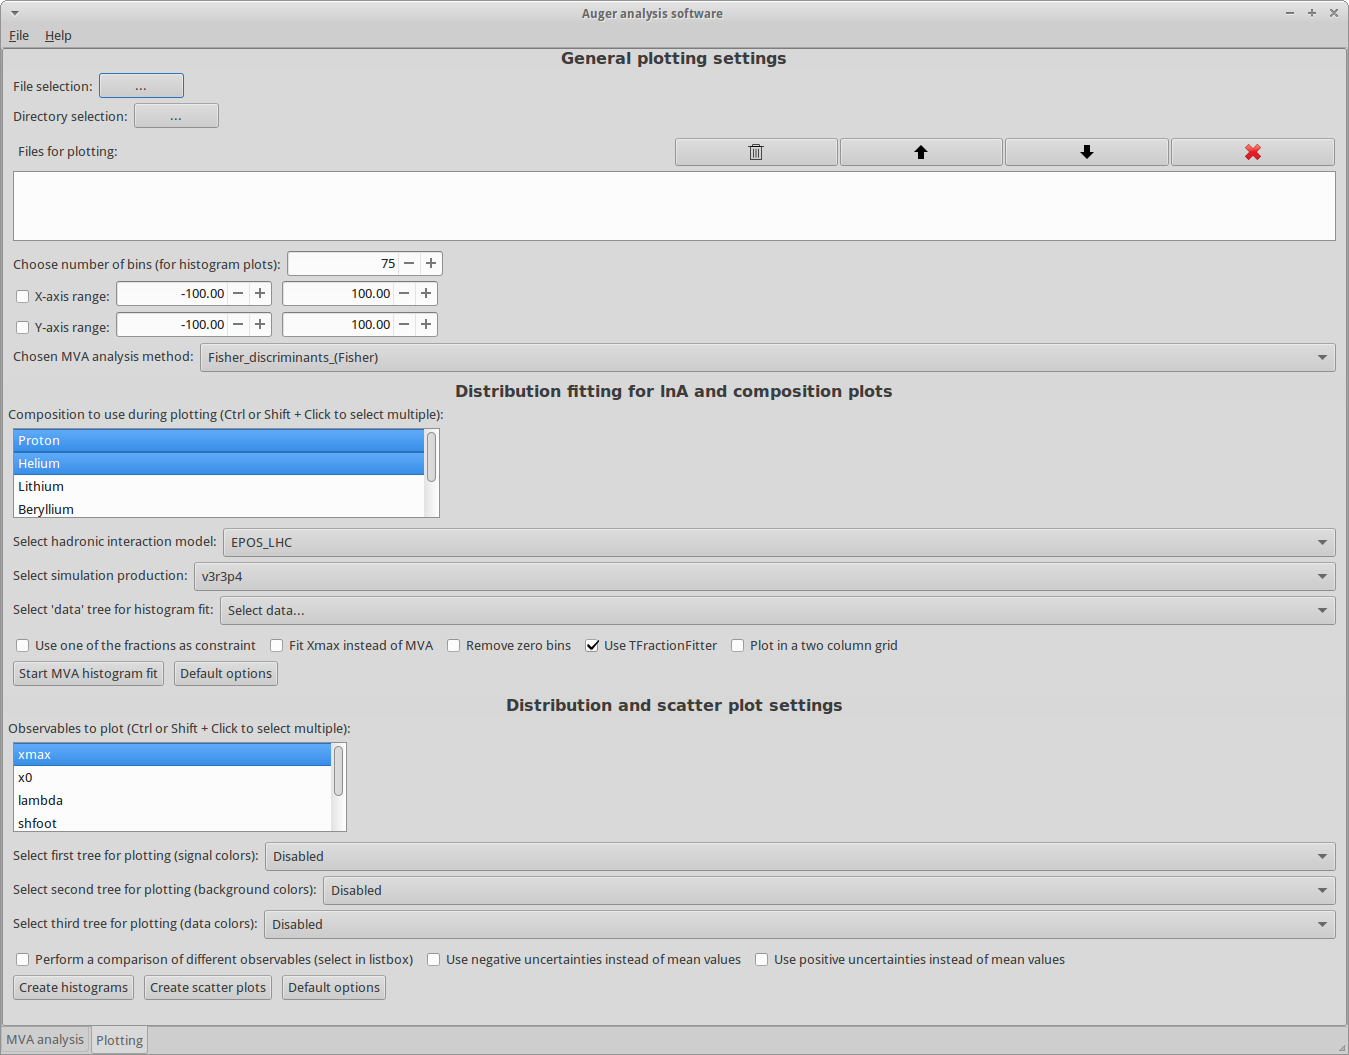 Auger analysis software
File Help
General plotting settings
File selection: ...
Directory selection: ...
Files for plotting:
Choose number of bins (for histogram plots): 75
X-axis range: -100.00 100.00
Y-axis range: -100.00 100.00
Chosen MVA analysis method: Fisher_discriminants_(Fisher)
Distribution fitting for lnA and composition plots
Composition to use during plotting (Ctrl or Shift + Click to select multiple):
Proton
Helium
Lithium
Beryllium
Select hadronic interaction model: EPOS_LHC
Select simulation production: v3r3p4
Select 'data' tree for histogram fit: Select data...
Use one of the fractions as constraint Fit Xmax instead of MVA Remove zero bins Use TFractionFitter Plot in a two column grid
Start MVA histogram fit Default options
Distribution and scatter plot settings
Observables to plot (Ctrl or Shift + Click to select multiple):
xmax
x0
lambda
shfoot
Select first tree for plotting (signal colors): Disabled
Select second tree for plotting (background colors): Disabled
Select third tree for plotting (data colors): Disabled
Perform a comparison of different observables (select in listbox) Use negative uncertainties instead of mean values Use positive uncertainties instead of mean values
Create histograms Create scatter plots Default options
MVA analysis Plotting